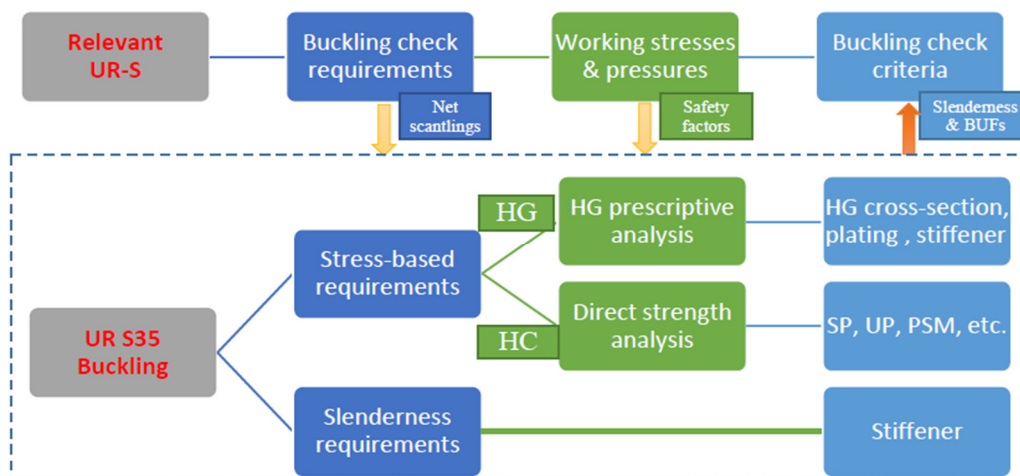 Relevant
UR-S
Buckling check
requirements
Working stresses
& pressures
Buckling check
criteria
Net
scantlings
Safety
factors
Slenderness
& BUFs
HG
HG prescriptive
analysis
HG cross-section,
plating , stiffener
Stress-based
requirements
UR S35
Buckling
HC
Direct strength
analysis
SP, UP, PSM, etc.
Slenderness
requirements
Stiffener